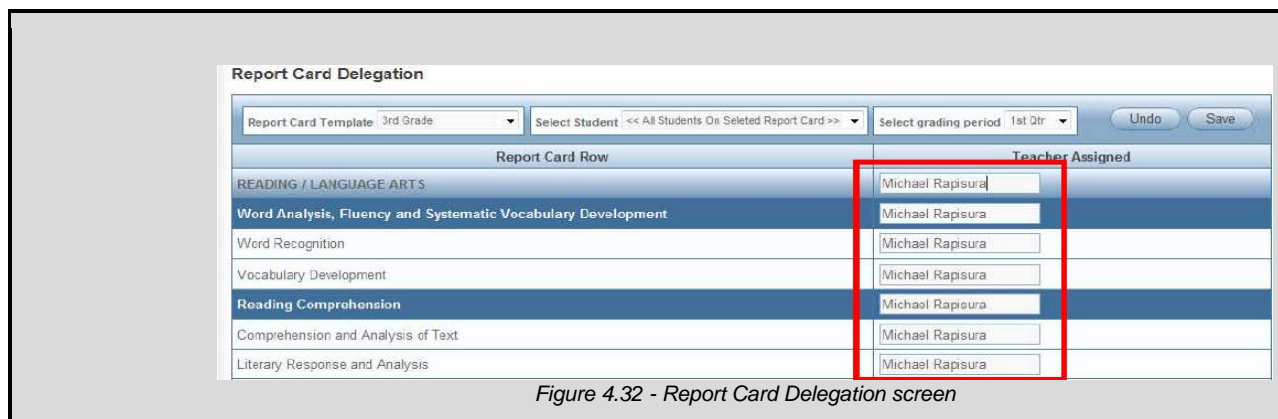 Report Card Delegation
Report Card Template 3rd Grade Select Student << All Students On Seleted Report Card >> Select grading period 1st Qtr Undo Save
Report Card Row Teacher Assigned
READING / LANGUAGE ARTS Michael Rapisura
Word Analysis, Fluency and Systematic Vocabulary Development Michael Rapisura
Word Recognition Michael Rapisura
Vocabulary Development Michael Rapisura
Reading Comprehension Michael Rapisura
Comprehension and Analysis of Text Michael Rapisura
Literary Response and Analysis Michael Rapisura
Figure 4.32 - Report Card Delegation screen